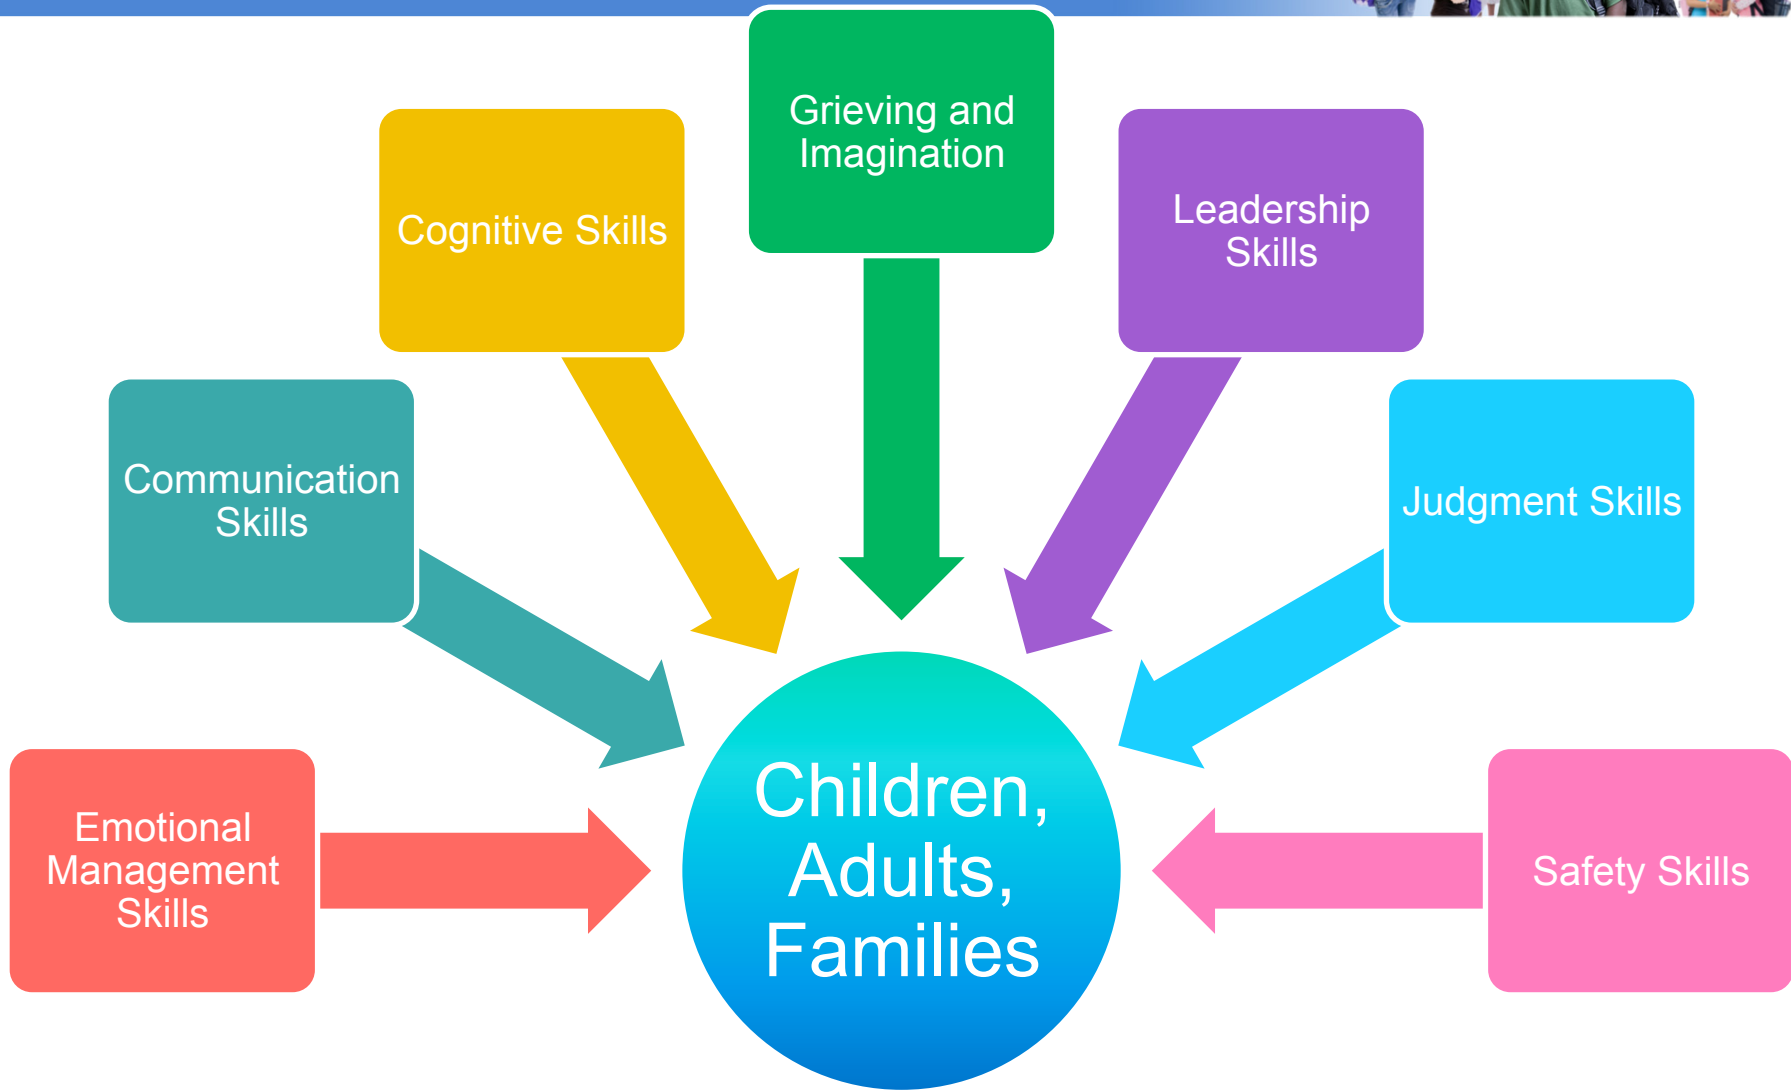 Grieving and
Imagination
Cognitive Skills
Leadership
Skills
Communication
Skills
Judgment Skills
Emotional
Management
Skills
Children,
Adults,
Families
Safety Skills